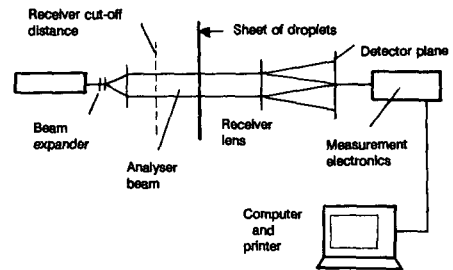 Receiver cut-off
distance
Sheet of droplets
Detector plane
Beam
expander
Analyser
beam
Receiver
lens
Measurement
electronics
Computer
and
printer